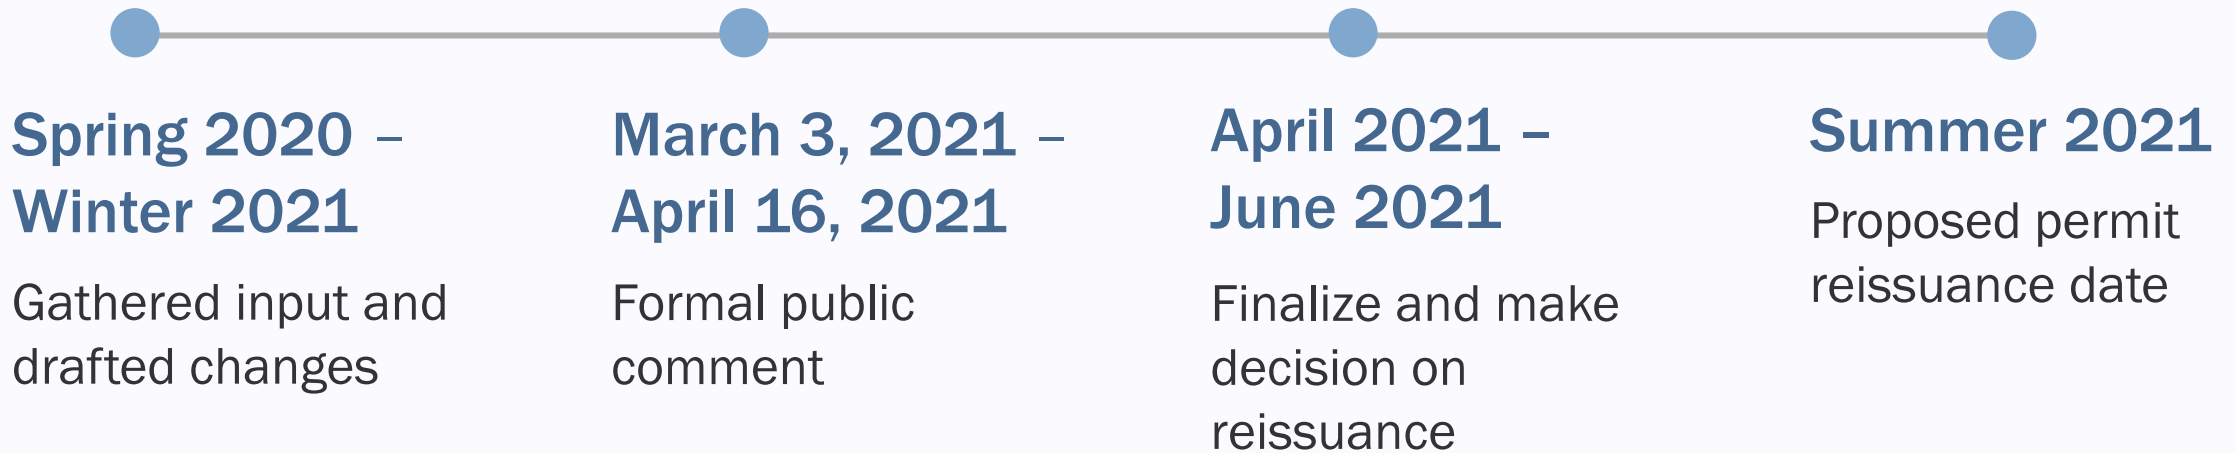 Spring 2020 –
Winter 2021
Gathered input and
drafted changes
March 3, 2021 –
April 16, 2021
Formal public
comment
April 2021 –
June 2021
Finalize and make
decision on
reissuance
Summer 2021
Proposed permit
reissuance date